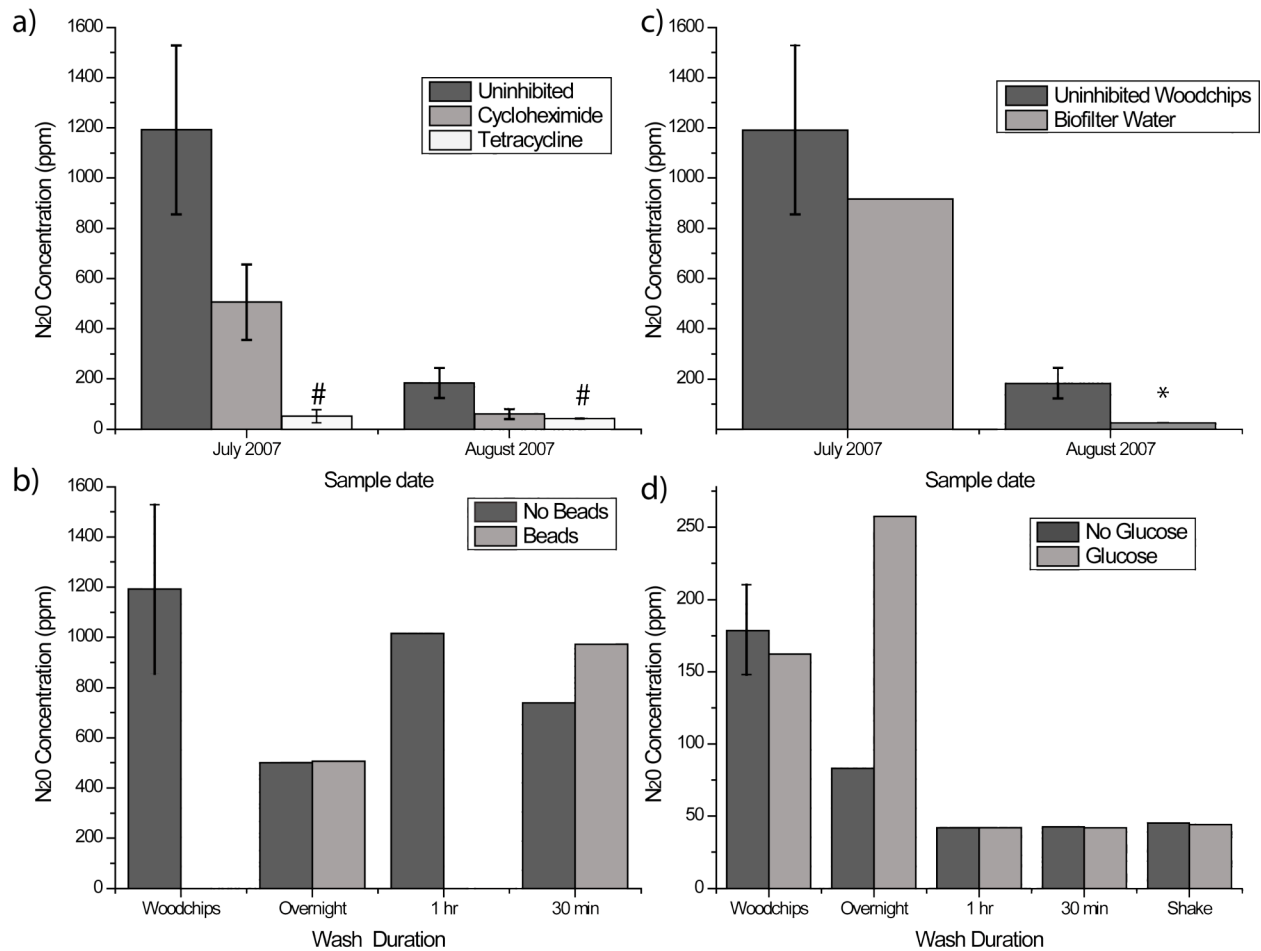 a)
1600
1400
1200
1000
800
600
400
200
0
N20 Concentration (ppm)
Uninhibited
Cycloheximide
Tetracycline
#
#
July 2007
August 2007
Sample date
c)
1600
1400
1200
1000
800
600
400
200
0
N20 Concentration (ppm)
Uninhibited Woodchips
Biofilter Water
*
July 2007
August 2007
Sample date
b)
1600
1400
1200
1000
800
600
400
200
0
N20 Concentration (ppm)
No Beads
Beads
Woodchips
Overnight
1 hr
30 min
Wash Duration
d)
250
200
150
100
50
0
N20 Concentration (ppm)
No Glucose
Glucose
Woodchips
Overnight
1 hr
30 min
Shake
Wash Duration